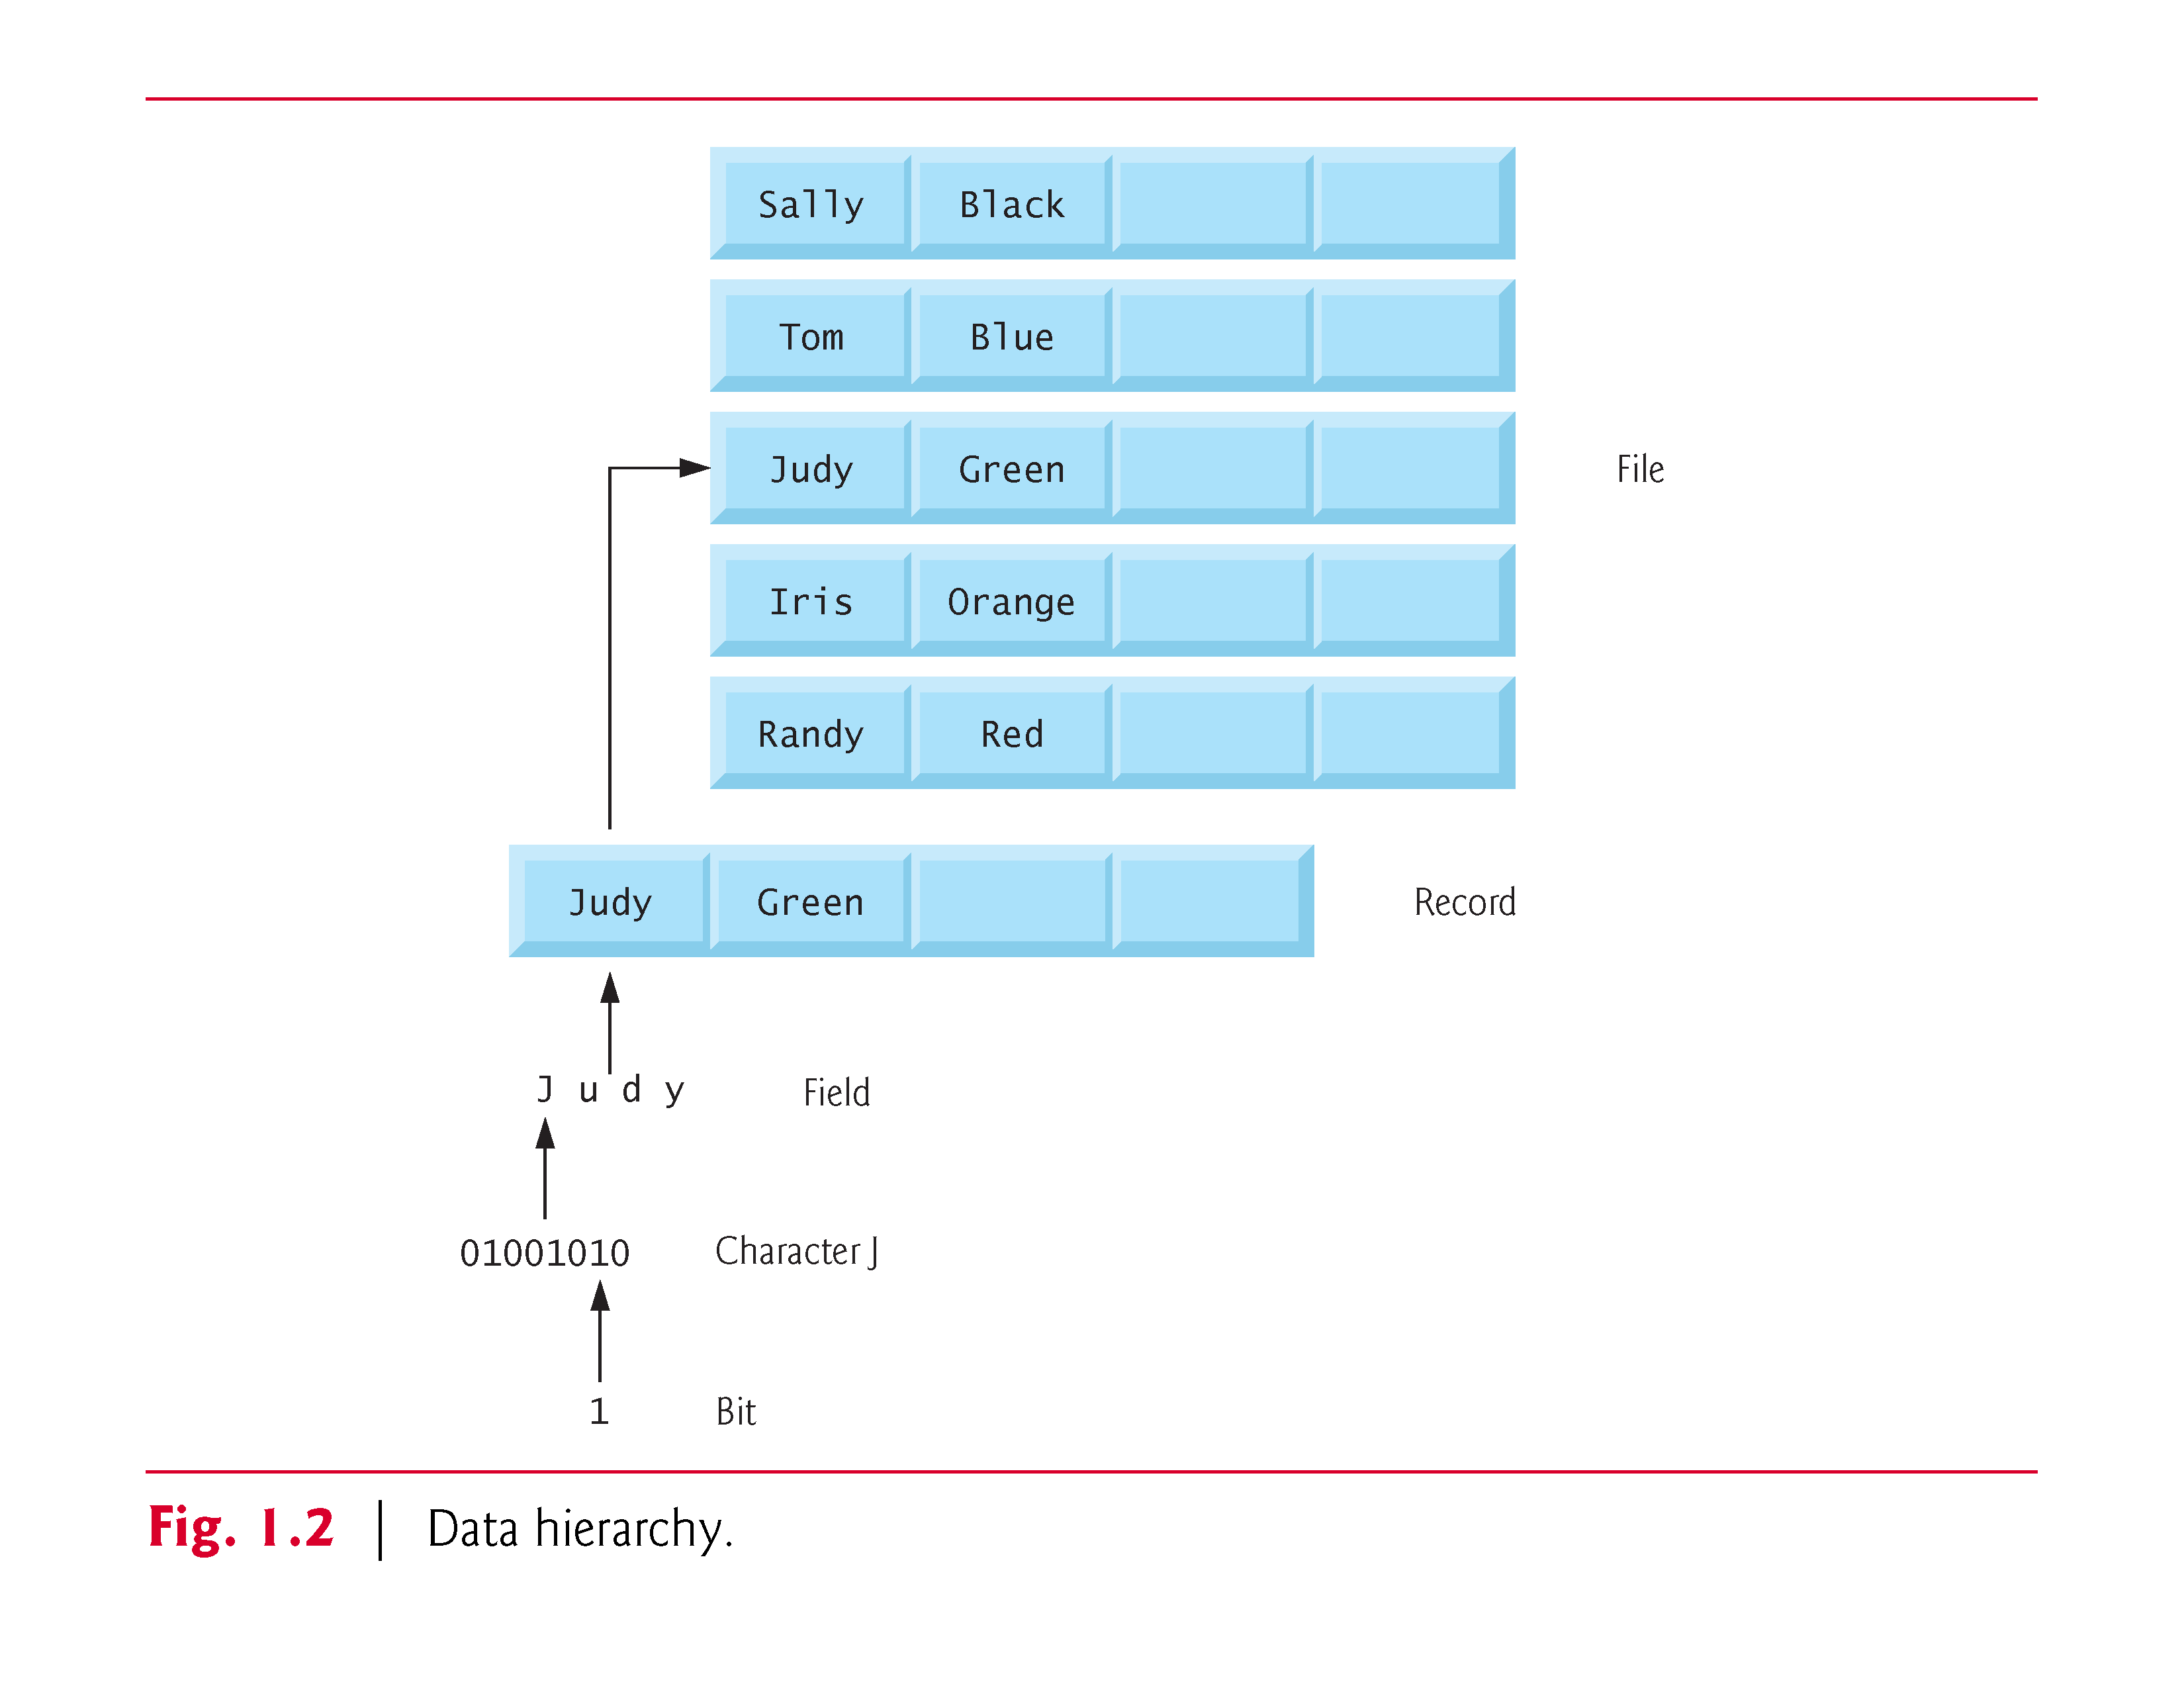 Sally Black
Tom Blue
Judy Green File
Iris Orange
Randy Red
Judy Green Record
J u d y Field
01001010 Character J
1 Bit
Fig. 1.2 | Data hierarchy.